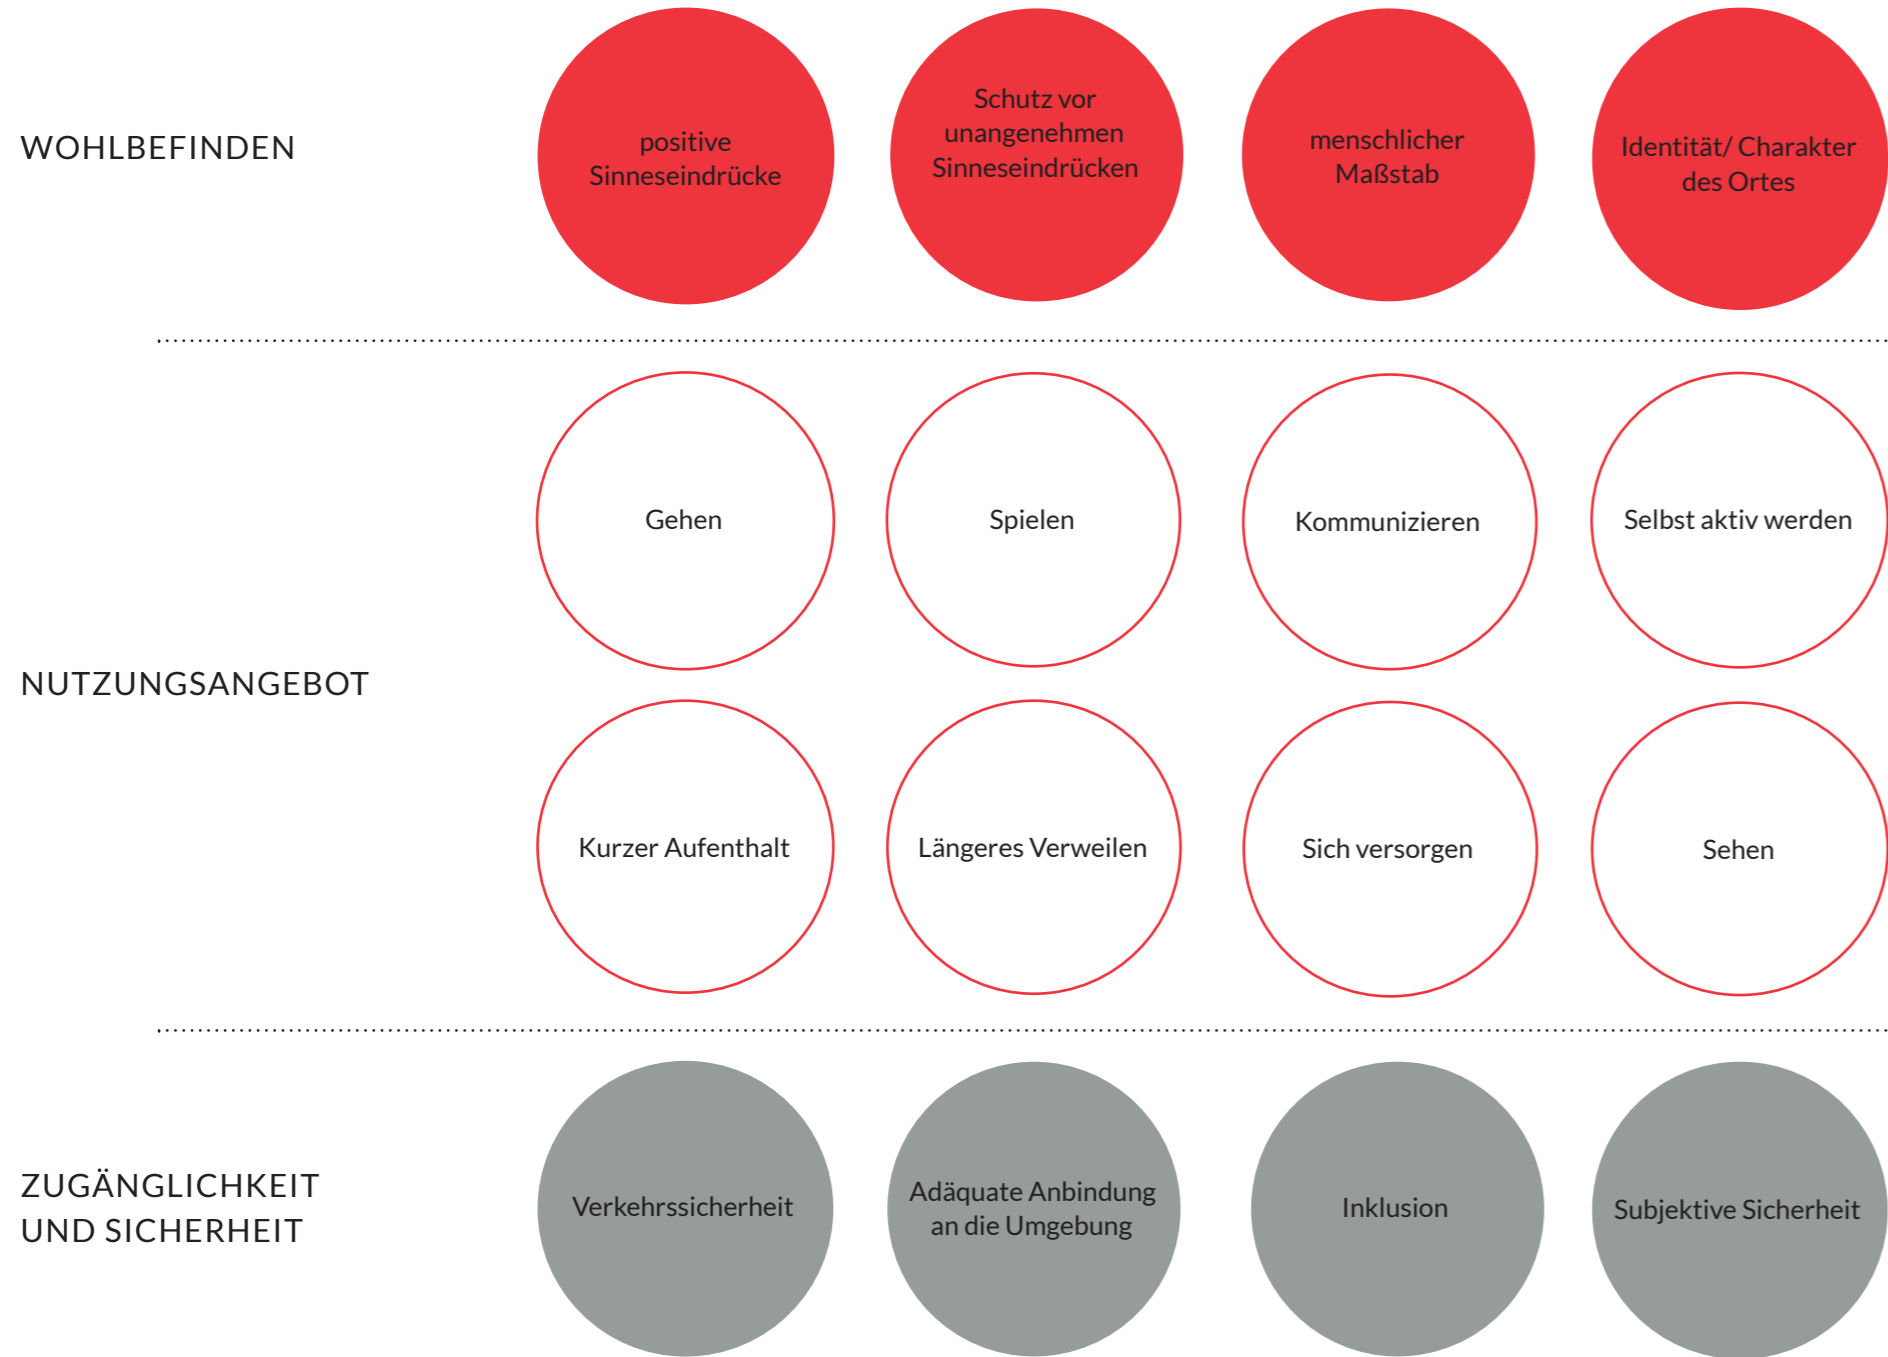 WOHLBEFINDEN
positive
Sinneseindrücke
Schutz vor
unangenehmen
Sinneseindrücken
menschlicher
Maßstab
Identität/ Charakter
des Ortes
NUTZUNGSANGEBOT
Gehen
Spielen
Kommunizieren
Selbst aktiv werden
Kurzer Aufenthalt
Längeres Verweilen
Sich versorgen
Sehen
ZUGÄNGLICHKEIT
UND SICHERHEIT
Verkehrssicherheit
Adäquate Anbindung
an die Umgebung
Inklusion
Subjektive Sicherheit